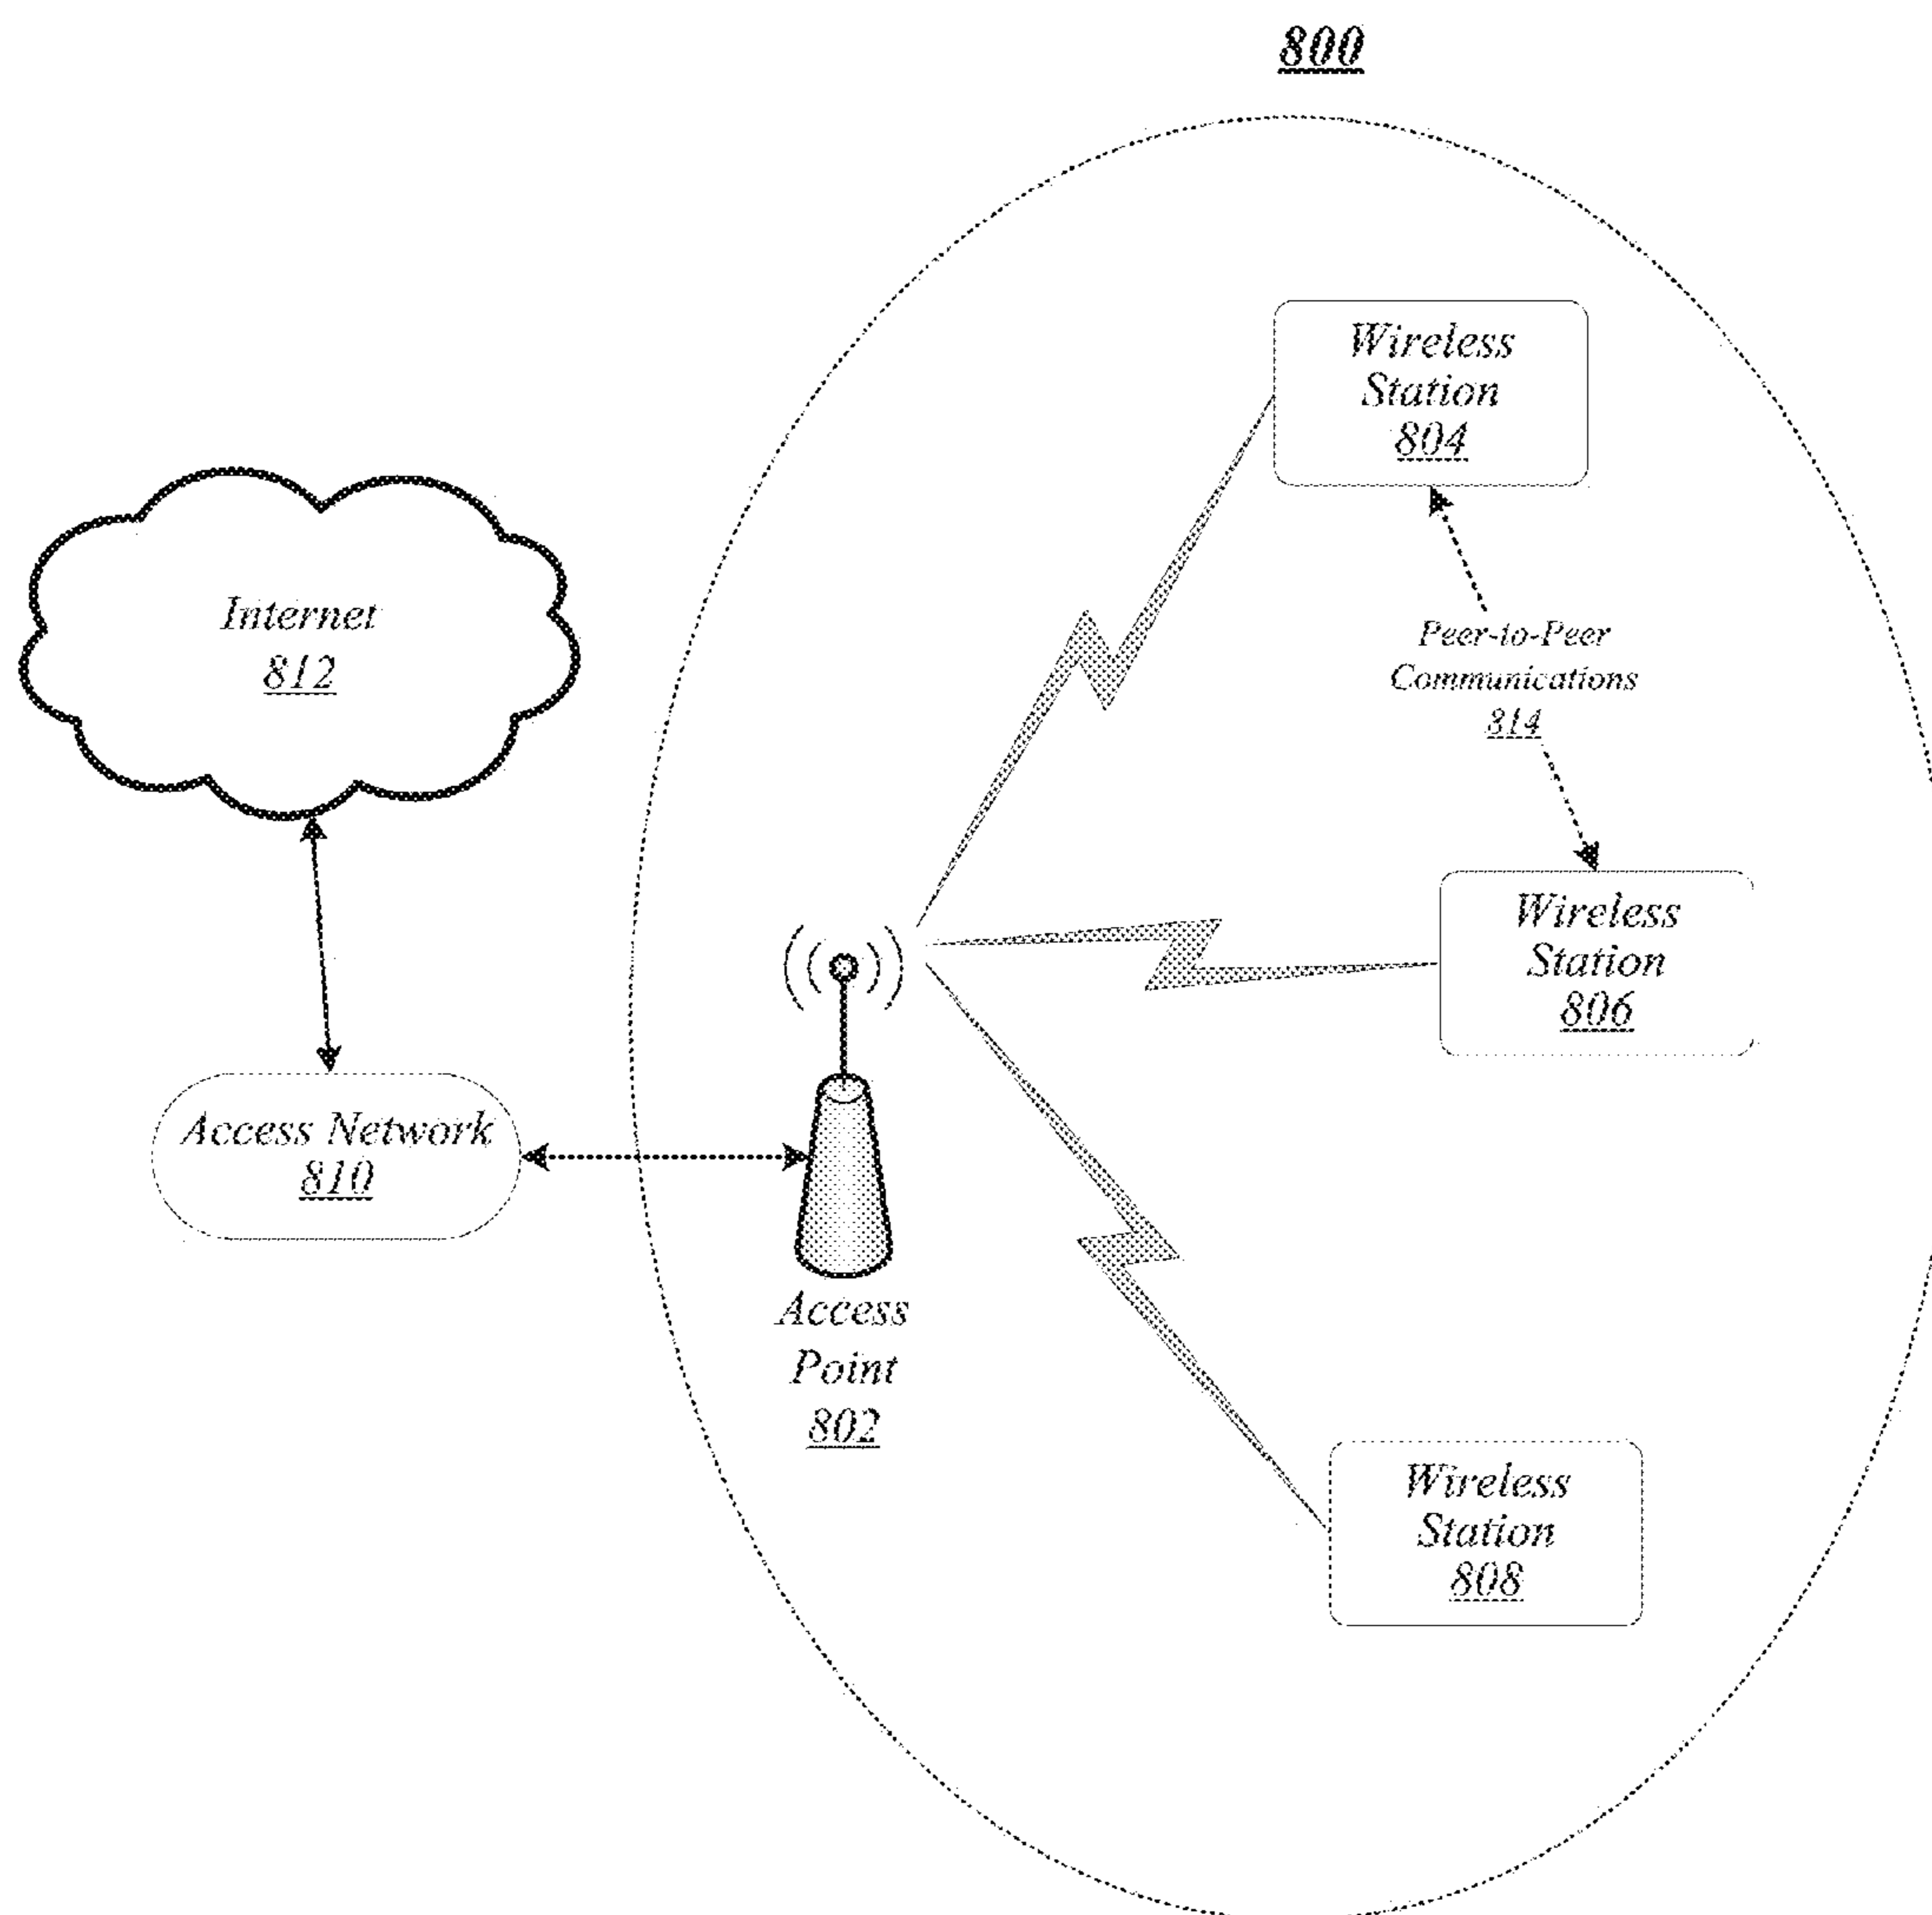 800
Wireless
Station
804
Internet
812
Peer-to-Peer
Communications
814
Wireless
Station
806
Access Network
810
Access
Point
802
Wireless
Station
808